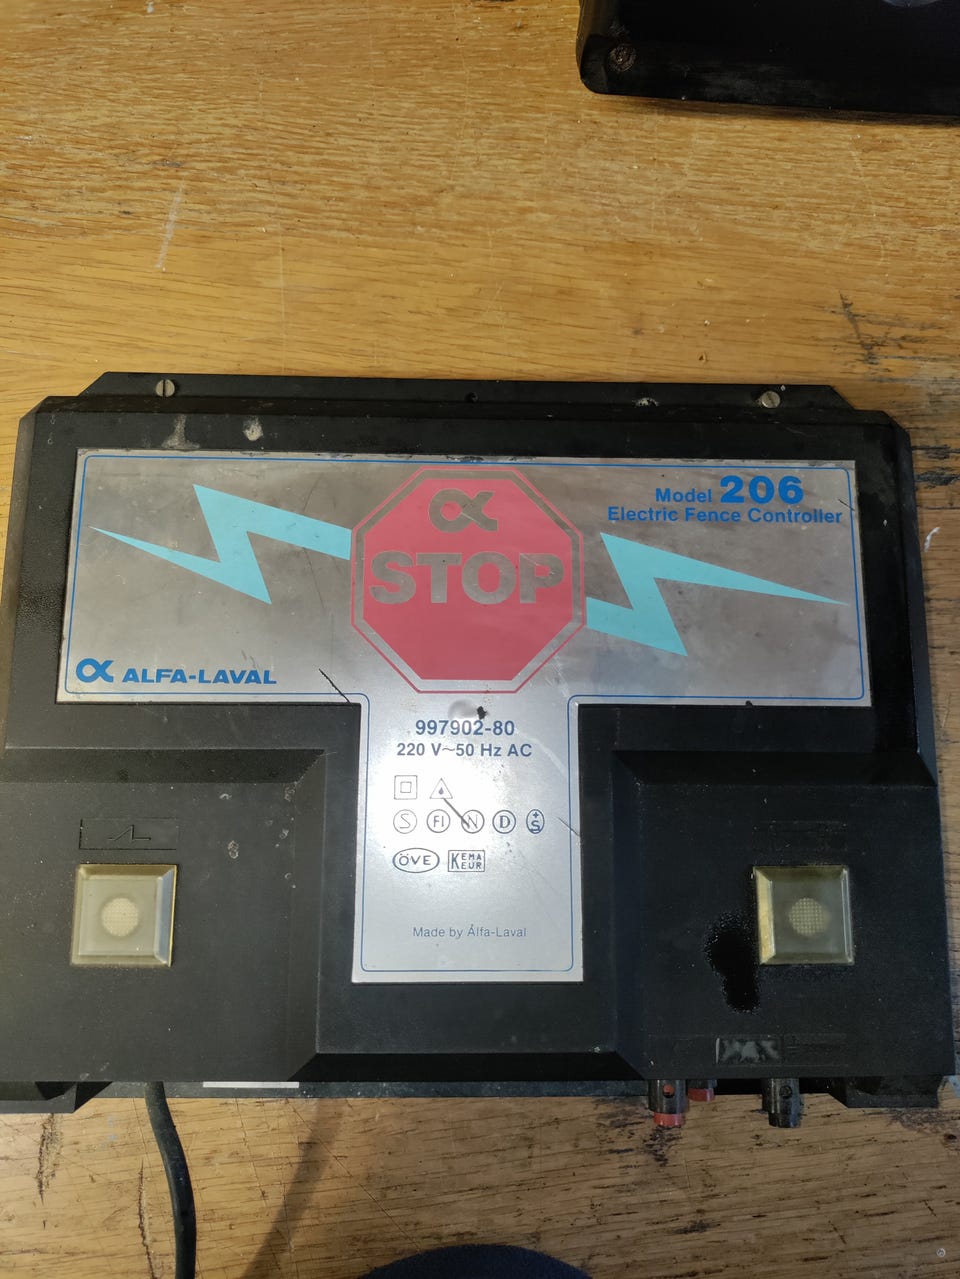 Model 206
Electric Fence Controller
STOP
ALFA-LAVAL
997902-80
220 V~50 Hz AC
S FI N D +S
ÖVE KEMA KEUR
Made by Alfa-Laval